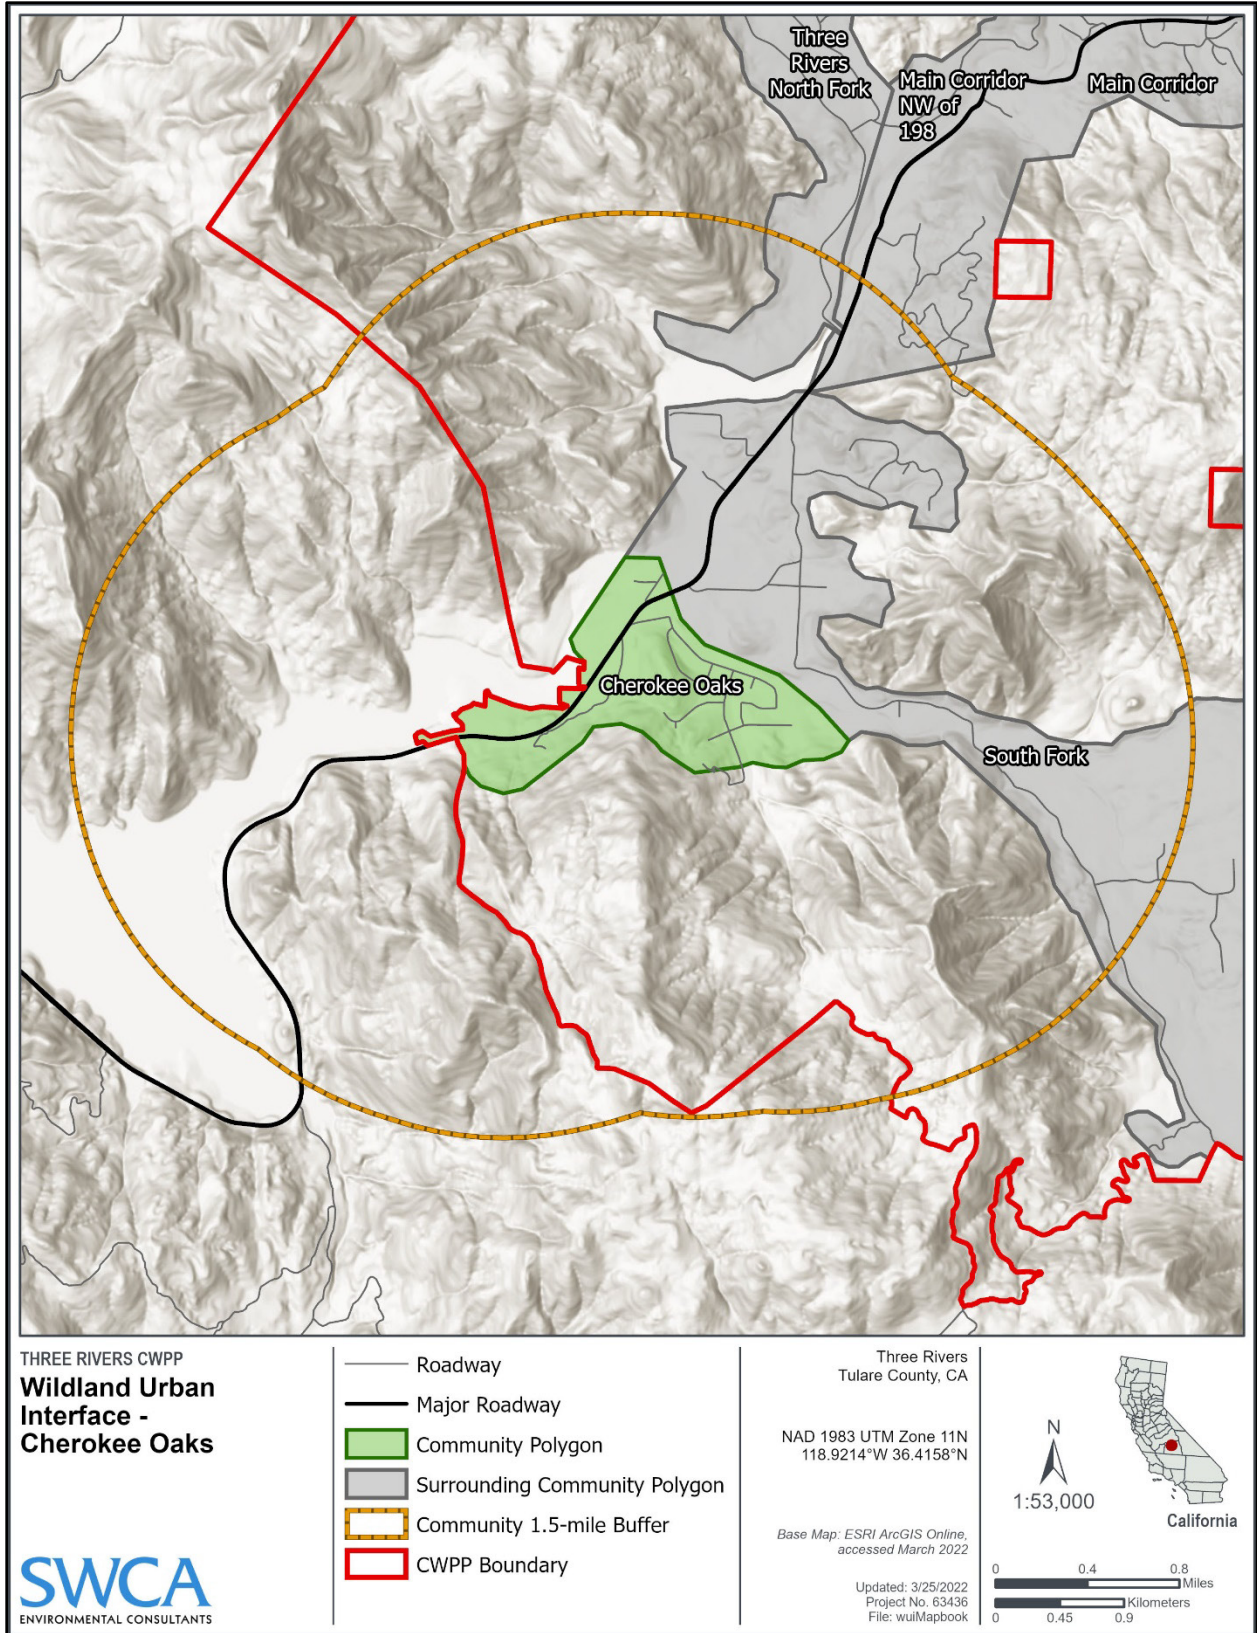 Three
Rivers
North Fork
Main Corridor
NW of
198
Main Corridor
Cherokee Oaks
South Fork
THREE RIVERS CWPP
Wildland Urban
Interface -
Cherokee Oaks
SWCA
ENVIRONMENTAL CONSULTANTS
Roadway
Major Roadway
Community Polygon
Surrounding Community Polygon
Community 1.5-mile Buffer
CWPP Boundary
Three Rivers
Tulare County, CA
NAD 1983 UTM Zone 11N
118.9214°W 36.4158°N
Base Map: ESRI ArcGIS Online,
accessed March 2022
Updated: 3/25/2022
Project No. 63436
File: wuiMapbook
N
1:53,000
California
0 0.4 0.8
Miles
Kilometers
0 0.45 0.9